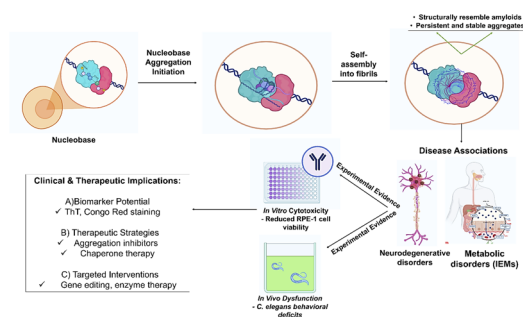 • Structurally resemble amyloids
• Persistent and stable aggregates
Nucleobase
Aggregation
Initiation
Self-
assembly
into fibrils
Nucleobase
Disease Associations
Clinical & Therapeutic Implications:
A)Biomarker Potential
✓ ThT, Congo Red staining
B) Therapeutic Strategies
✓ Aggregation inhibitors
✓ Chaperone therapy
C) Targeted Interventions
✓ Gene editing, enzyme therapy
In Vitro Cytotoxicity
- Reduced RPE-1 cell
viability
Experimental Evidence
Experimental Evidence
In Vivo Dysfunction
- C. elegans behavioral
deficits
Neurodegenerative
disorders
Metabolic
disorders (IEMs)